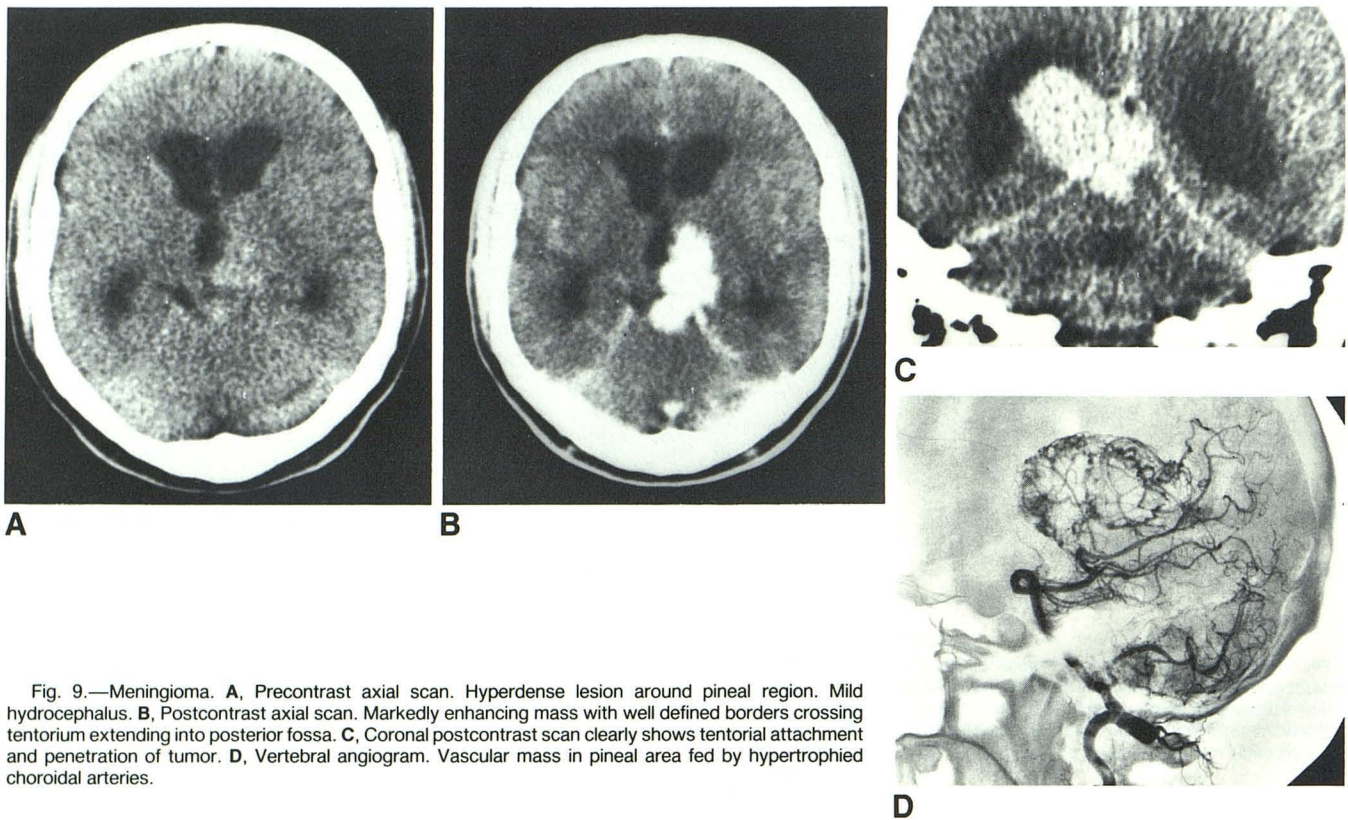 A
B
C
D
Fig. 9.—Meningioma. A, Precontrast axial scan. Hyperdense lesion around pineal region. Mild
hydrocephalus. B, Postcontrast axial scan. Markedly enhancing mass with well defined borders crossing
tentorium extending into posterior fossa. C, Coronal postcontrast scan clearly shows tentorial attachment
and penetration of tumor. D, Vertebral angiogram. Vascular mass in pineal area fed by hypertrophied
choroidal arteries.